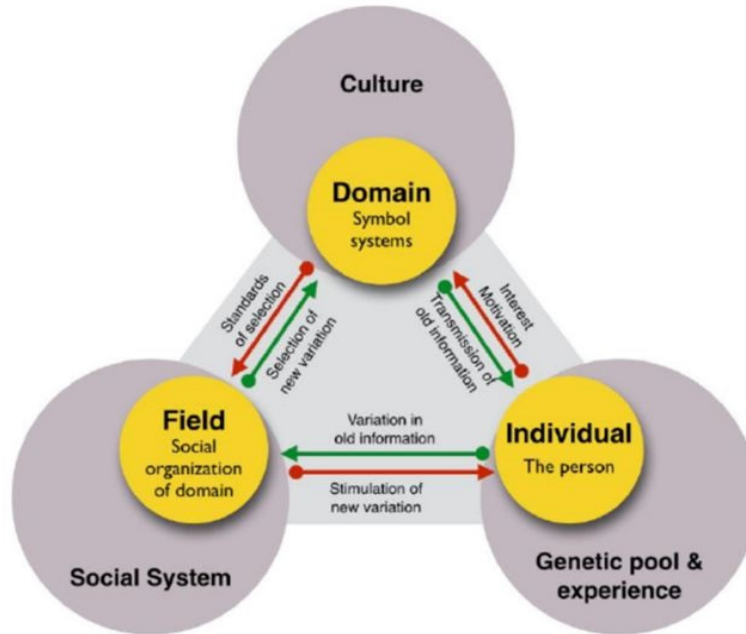 Culture
Domain
Symbol
systems
Standards
of selection
Selection of
new variation
Interest
Motivation
Transmission of
old information
Field
Social
organization
of domain
Variation in
old information
Stimulation of
new variation
Individual
The person
Social System
Genetic pool &
experience